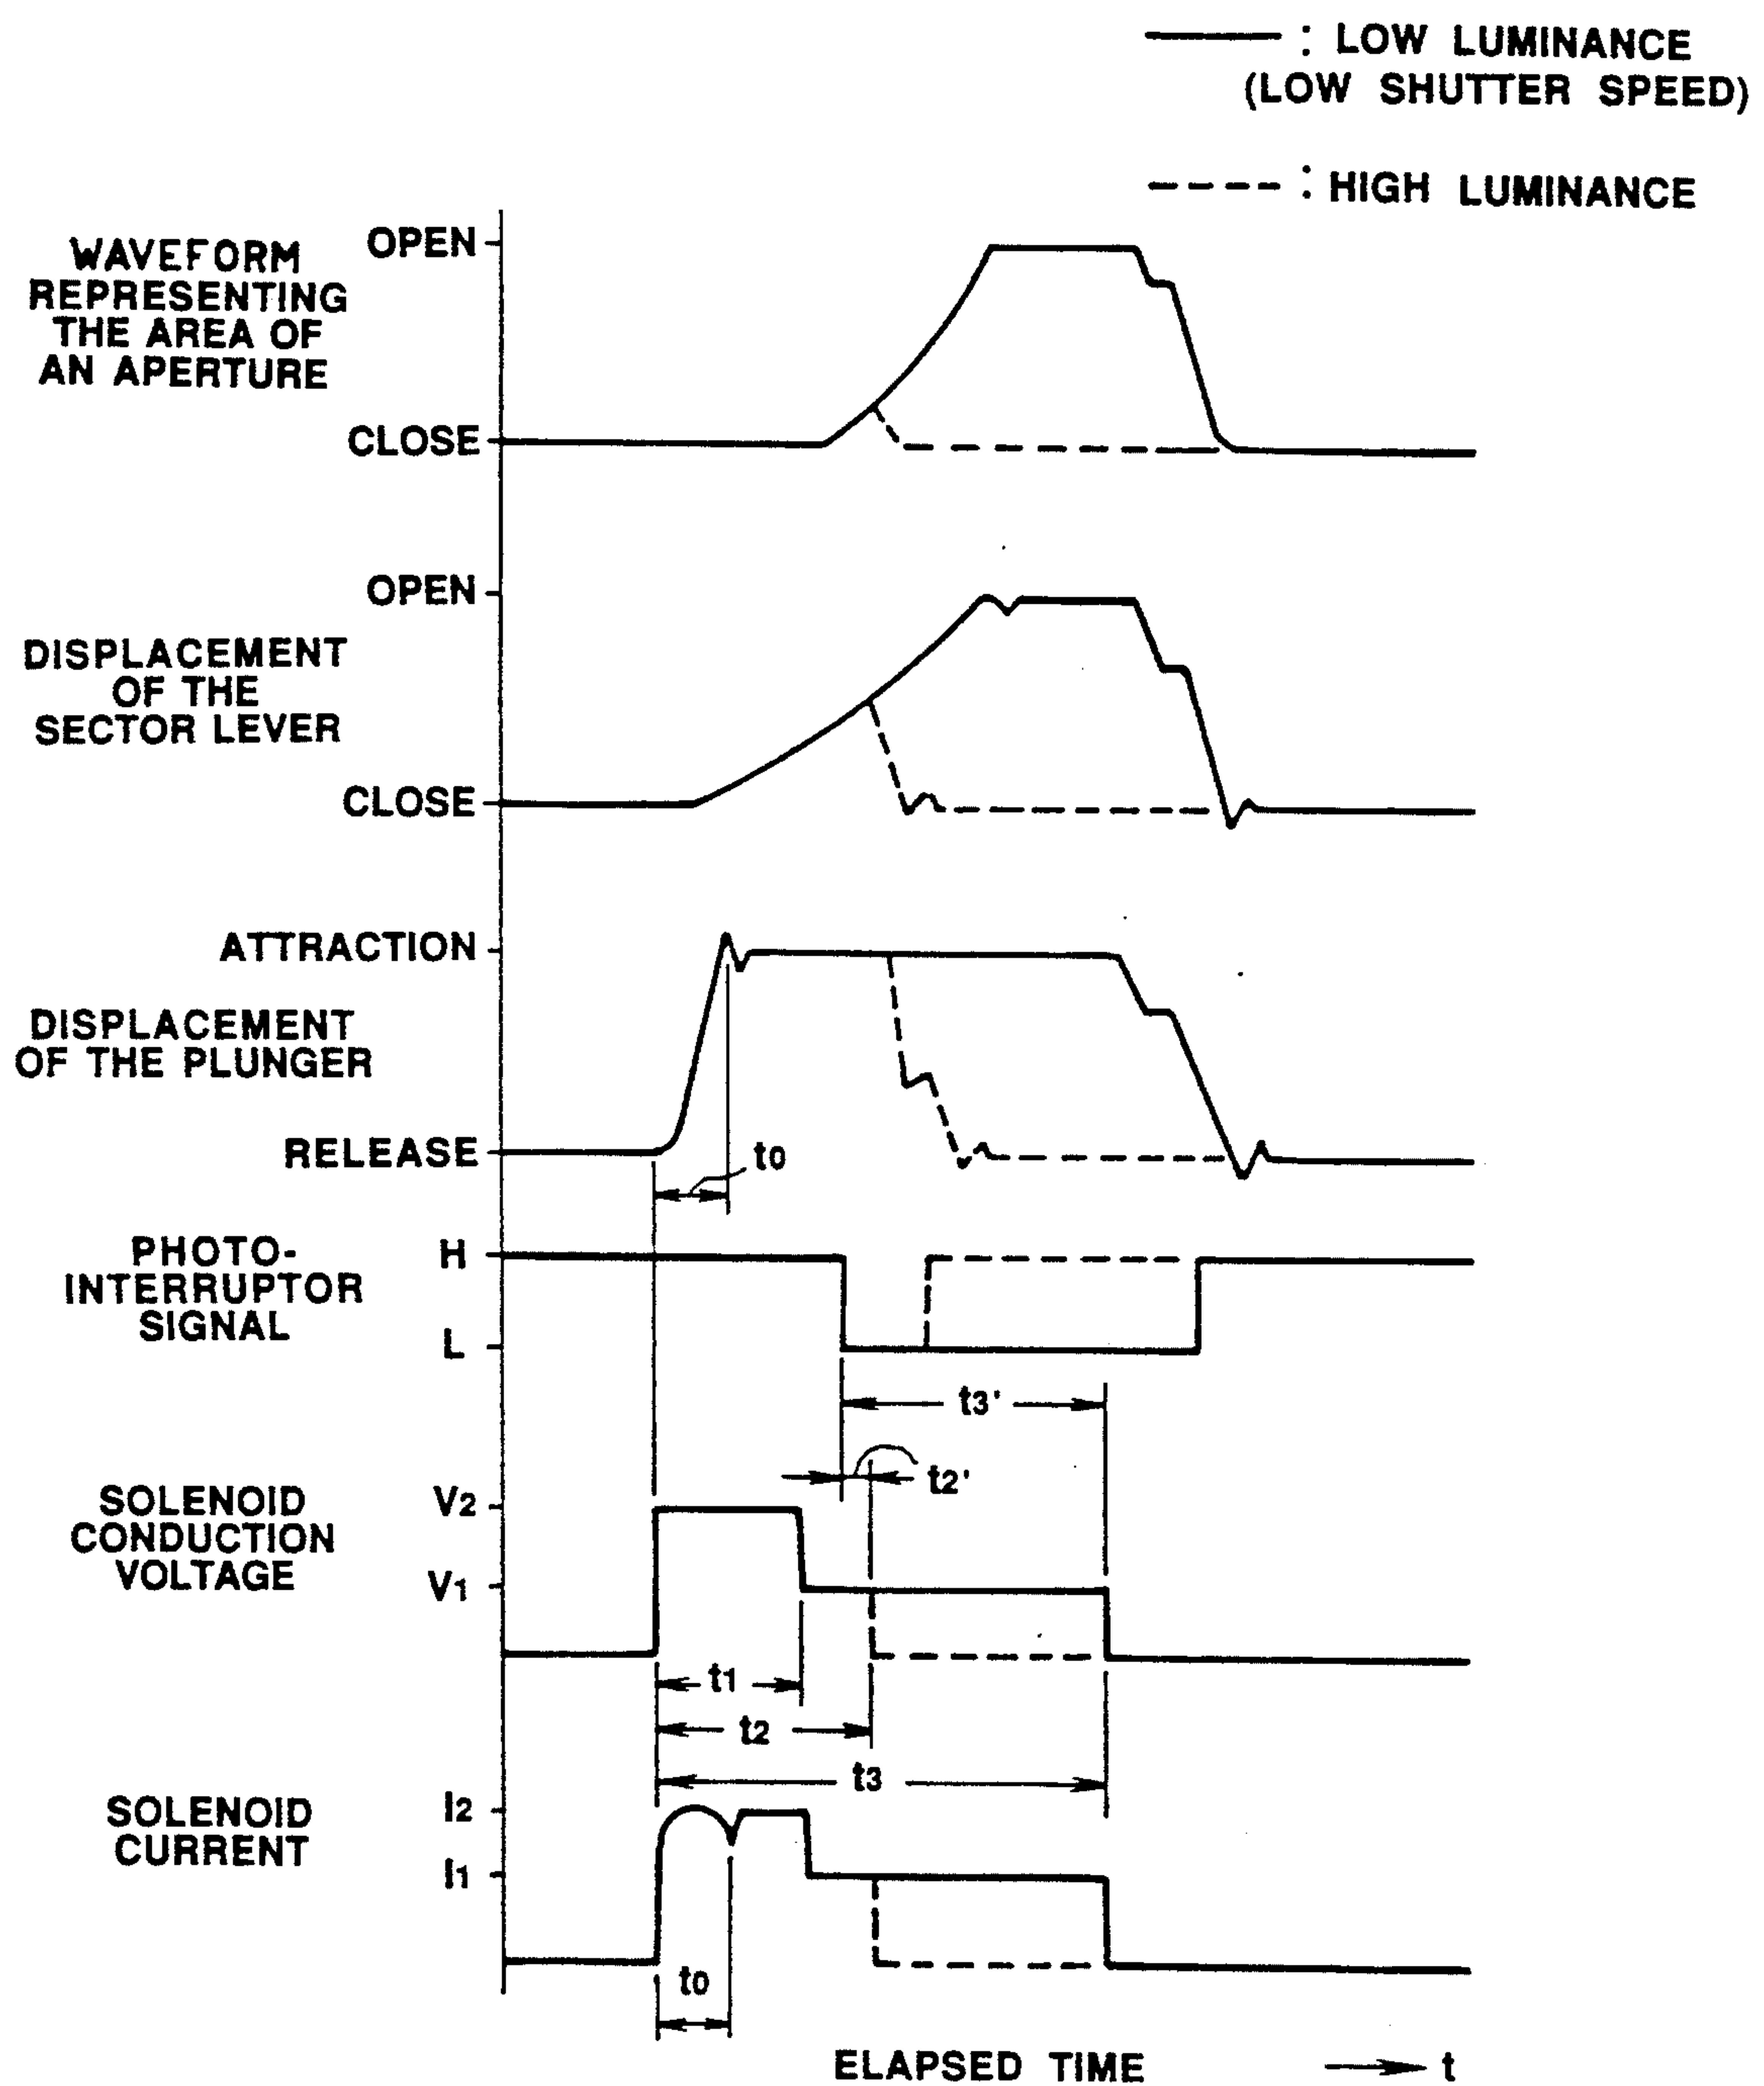 : LOW LUMINANCE
(LOW SHUTTER SPEED)
: HIGH LUMINANCE
WAVEFORM
REPRESENTING
THE AREA OF
AN APERTURE
OPEN
CLOSE
DISPLACEMENT
OF THE
SECTOR LEVER
OPEN
CLOSE
ATTRACTION
DISPLACEMENT
OF THE PLUNGER
RELEASE
t0
PHOTO-
INTERRUPTOR
SIGNAL
H
L
t3'
t2'
SOLENOID
CONDUCTION
VOLTAGE
V2
V1
t1
t2
t3
SOLENOID
CURRENT
I2
I1
t0
ELAPSED TIME
t